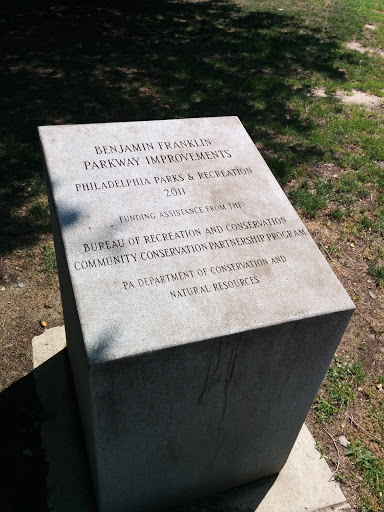 BENJAMIN FRANKLIN
PARKWAY IMPROVEMENTS
PHILADELPHIA PARKS & RECREATION
2011
FUNDING ASSISTANCE FROM THE
BUREAU OF RECREATION AND CONSERVATION
COMMUNITY CONSERVATION PARTNERSHIP PROGRAM
PA DEPARTMENT OF CONSERVATION AND
NATURAL RESOURCES